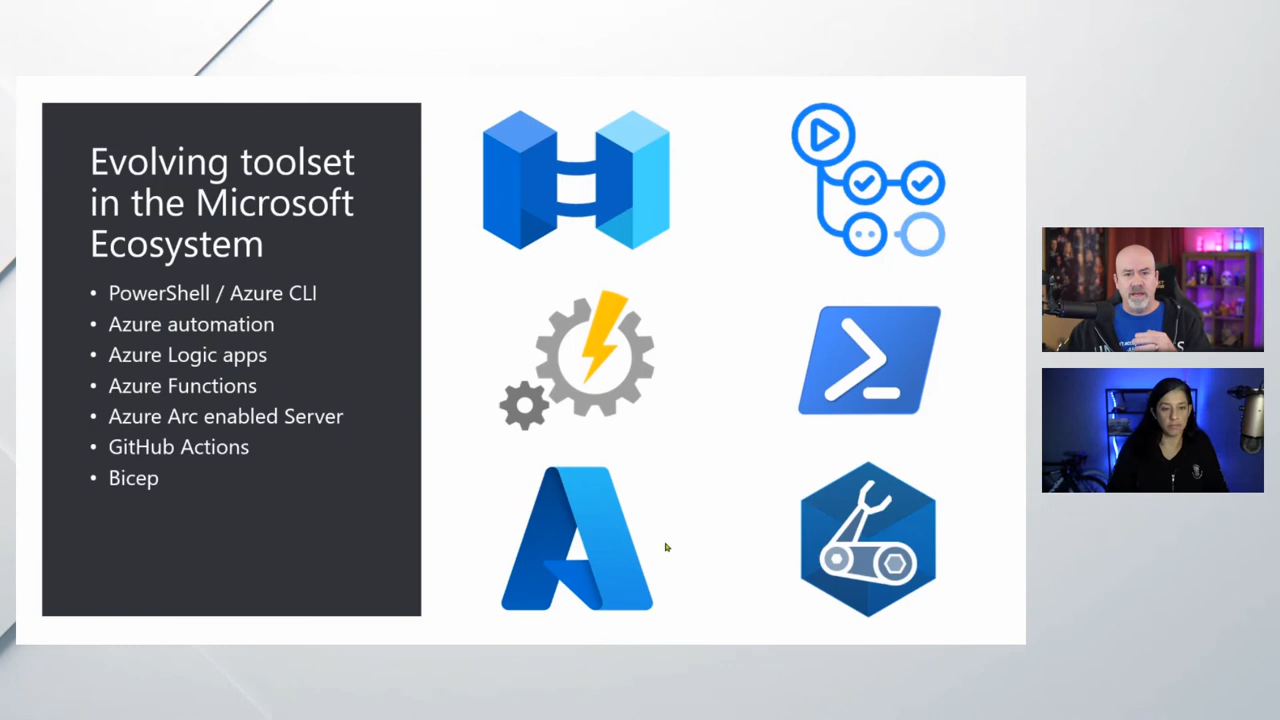 Evolving toolset
in the Microsoft
Ecosystem
• PowerShell / Azure CLI
• Azure automation
• Azure Logic apps
• Azure Functions
• Azure Arc enabled Server
• GitHub Actions
• Bicep